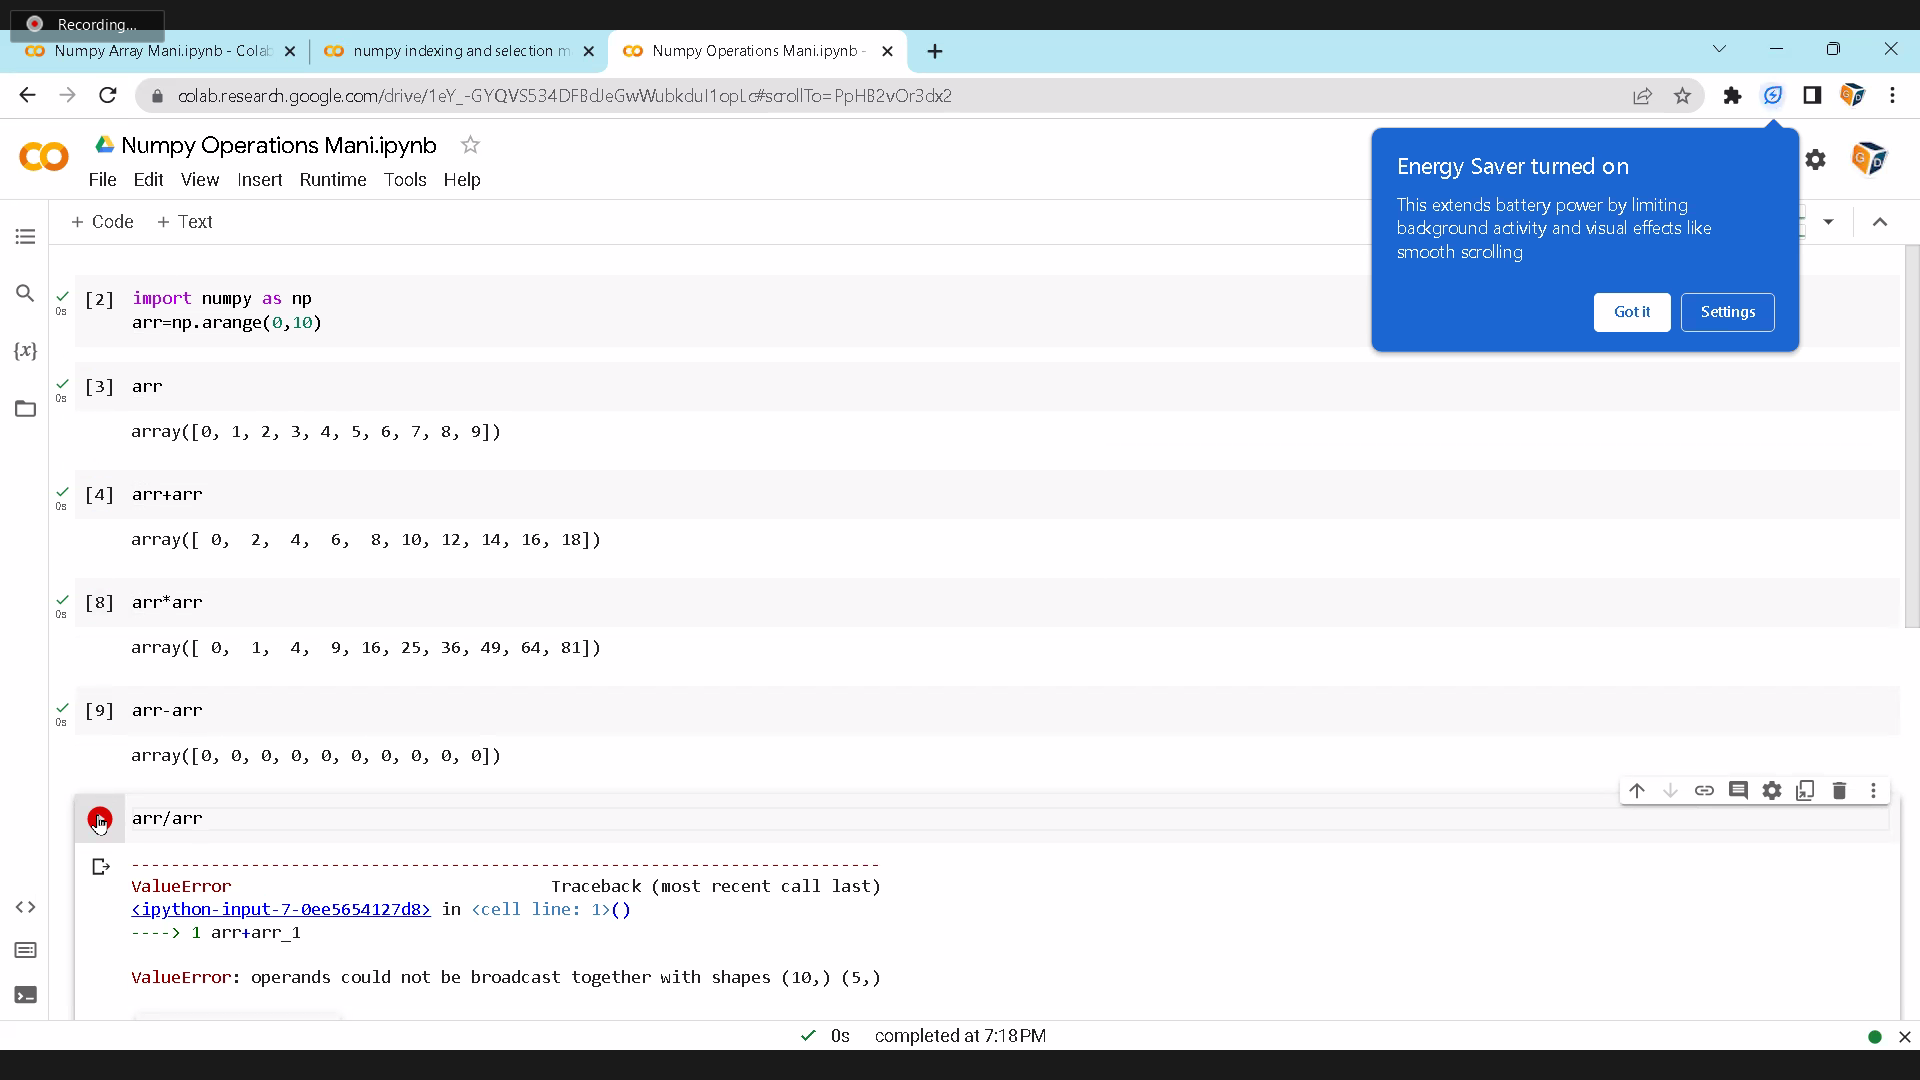 Recording...
Numpy Array Mani.ipynb - Colab
numpy indexing and selection m
Numpy Operations Mani.ipynb -
colab.research.google.com/drive/1eY_-GYQVS534DFBdJeGwWubkduI1opLc#scrollTo=PpHB2vOr3dx2
Numpy Operations Mani.ipynb
File Edit View Insert Runtime Tools Help
Energy Saver turned on
This extends battery power by limiting
background activity and visual effects like
smooth scrolling
Got it Settings
+ Code + Text
[2] import numpy as np
0s
arr=np.arange(0,10)
{x}
[3] arr
0s
array([0, 1, 2, 3, 4, 5, 6, 7, 8, 9])
[4] arr+arr
0s
array([ 0,  2,  4,  6,  8, 10, 12, 14, 16, 18])
[8] arr*arr
0s
array([ 0,  1,  4,  9, 16, 25, 36, 49, 64, 81])
[9] arr-arr
0s
array([0, 0, 0, 0, 0, 0, 0, 0, 0, 0])
arr/arr
---------------------------------------------------------------------------
ValueError Traceback (most recent call last)
<ipython-input-7-0ee5654127d8> in <cell line: 1>()
----> 1 arr+arr_1
ValueError: operands could not be broadcast together with shapes (10,) (5,)
0s completed at 7:18 PM